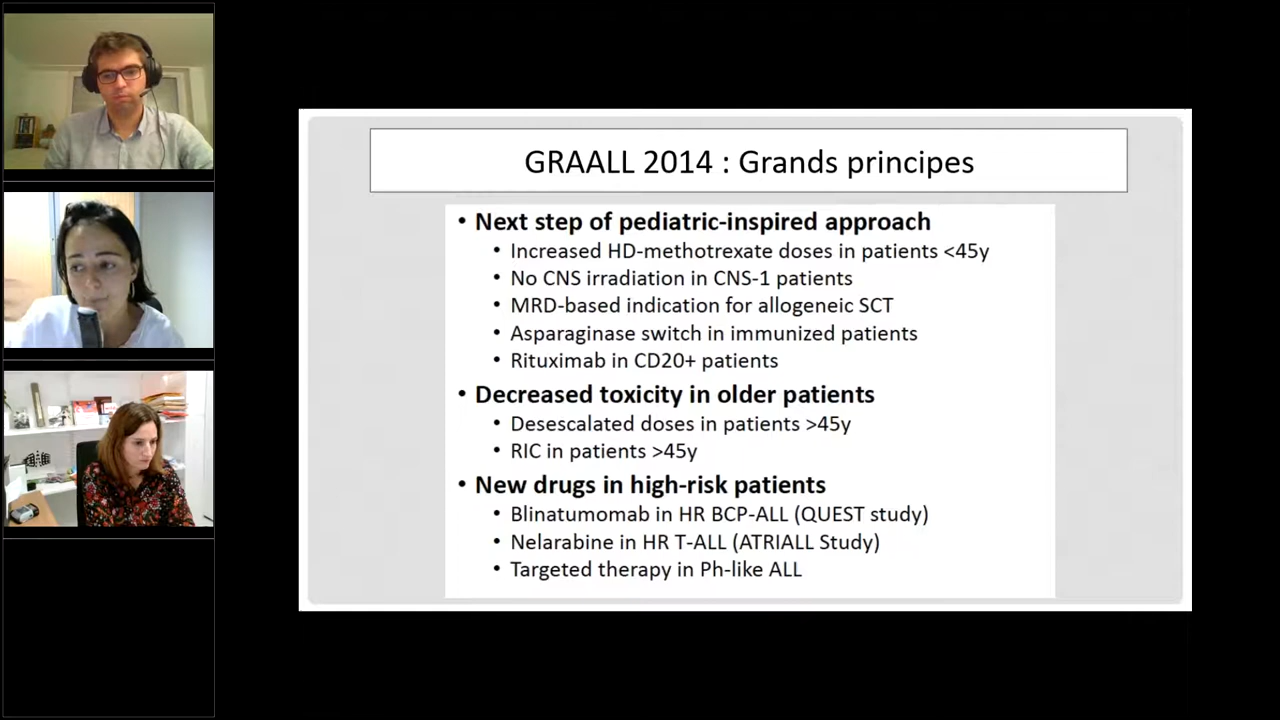 GRAALL 2014 : Grands principes
• Next step of pediatric-inspired approach
• Increased HD-methotrexate doses in patients <45y
• No CNS irradiation in CNS-1 patients
• MRD-based indication for allogeneic SCT
• Asparaginase switch in immunized patients
• Rituximab in CD20+ patients
• Decreased toxicity in older patients
• Desescalated doses in patients >45y
• RIC in patients >45y
• New drugs in high-risk patients
• Blinatumomab in HR BCP-ALL (QUEST study)
• Nelarabine in HR T-ALL (ATRIALL Study)
• Targeted therapy in Ph-like ALL